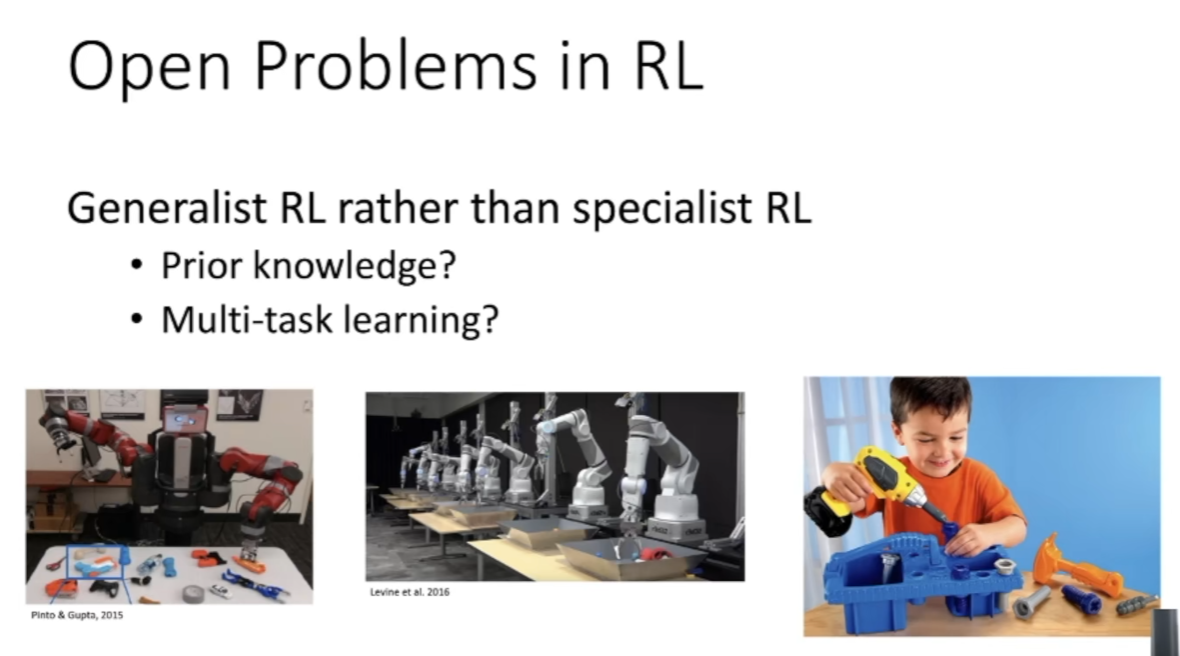 Open Problems in RL
Generalist RL rather than specialist RL
• Prior knowledge?
• Multi-task learning?
Pinto & Gupta, 2015
Levine et al. 2016